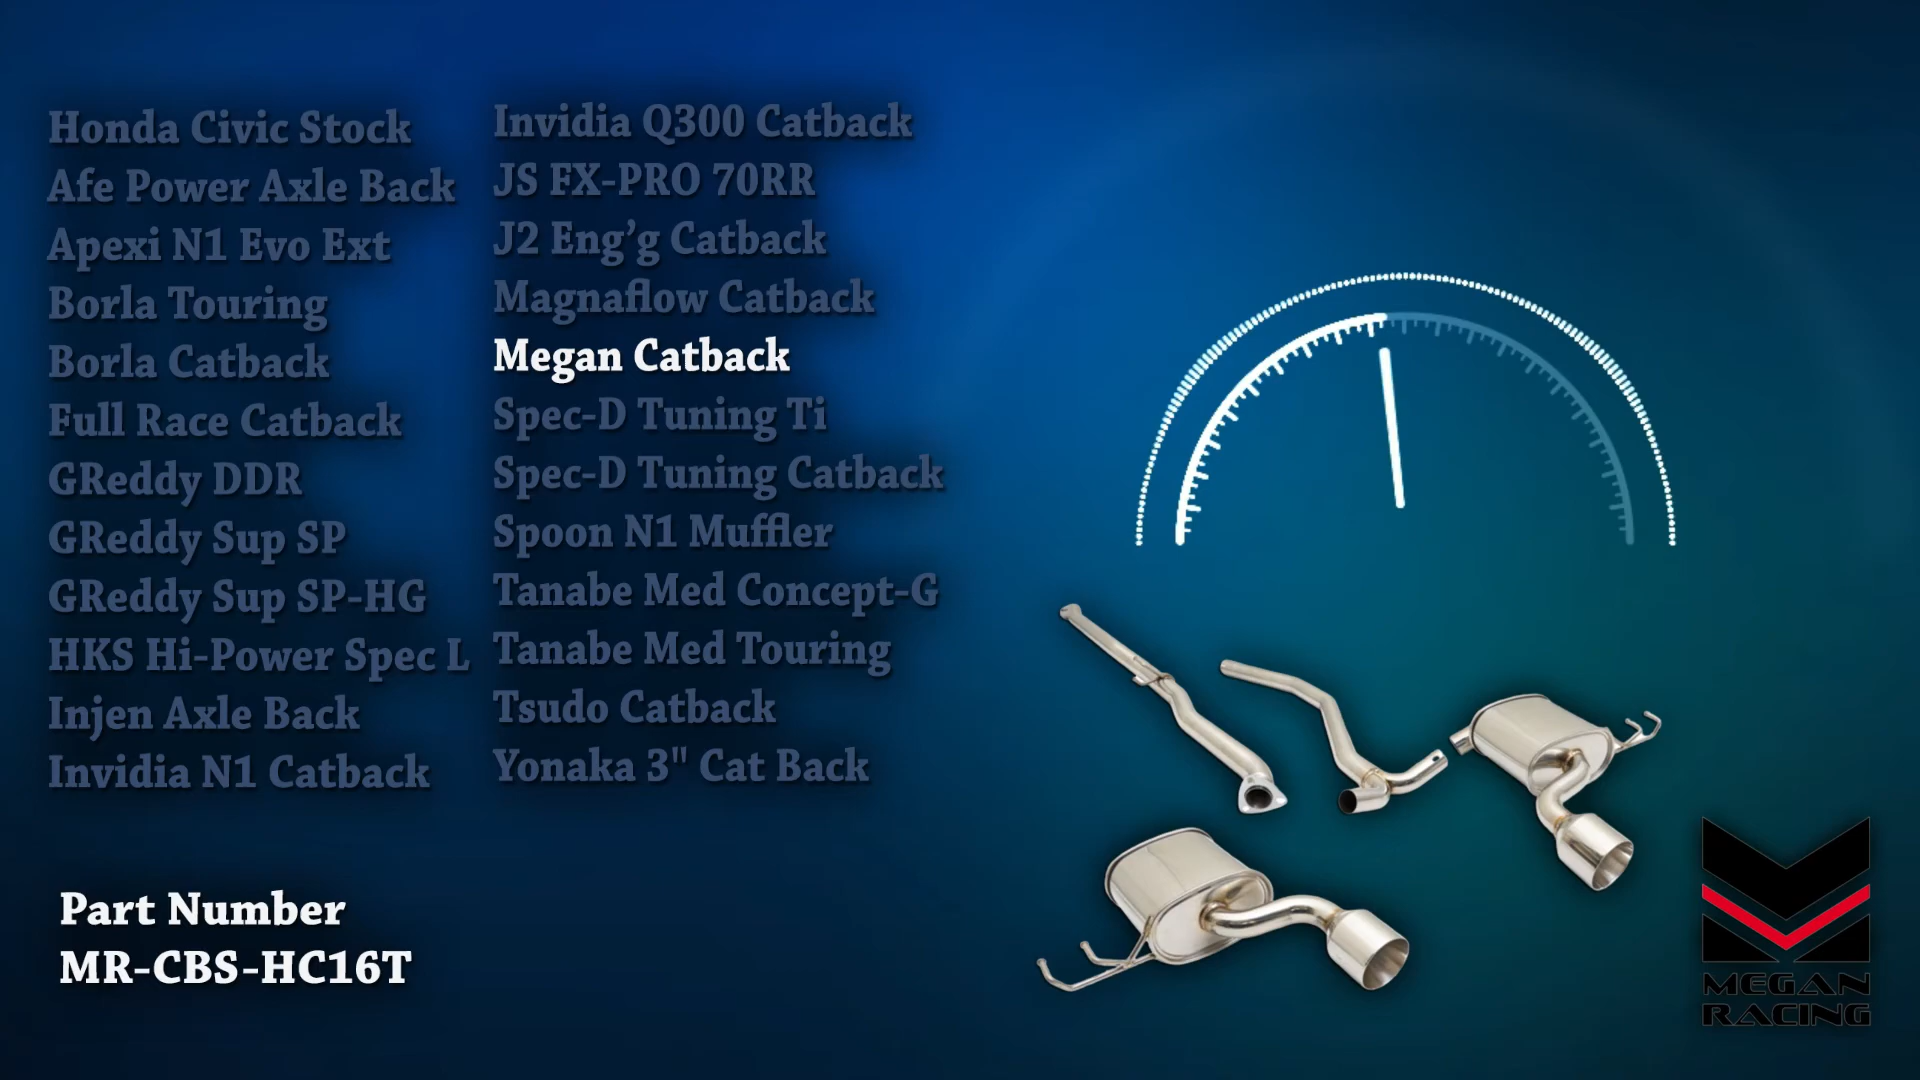 Honda Civic Stock
Afe Power Axle Back
Apexi N1 Evo Ext
Borla Touring
Borla Catback
Full Race Catback
GReddy DDR
GReddy Sup SP
GReddy Sup SP-HG
HKS Hi-Power Spec L
Injen Axle Back
Invidia N1 Catback
Invidia Q300 Catback
JS FX-PRO 70RR
J2 Eng’g Catback
Magnaflow Catback
Megan Catback
Spec-D Tuning Ti
Spec-D Tuning Catback
Spoon N1 Muffler
Tanabe Med Concept-G
Tanabe Med Touring
Tsudo Catback
Yonaka 3" Cat Back
Part Number
MR-CBS-HC16T
MEGAN
RACING